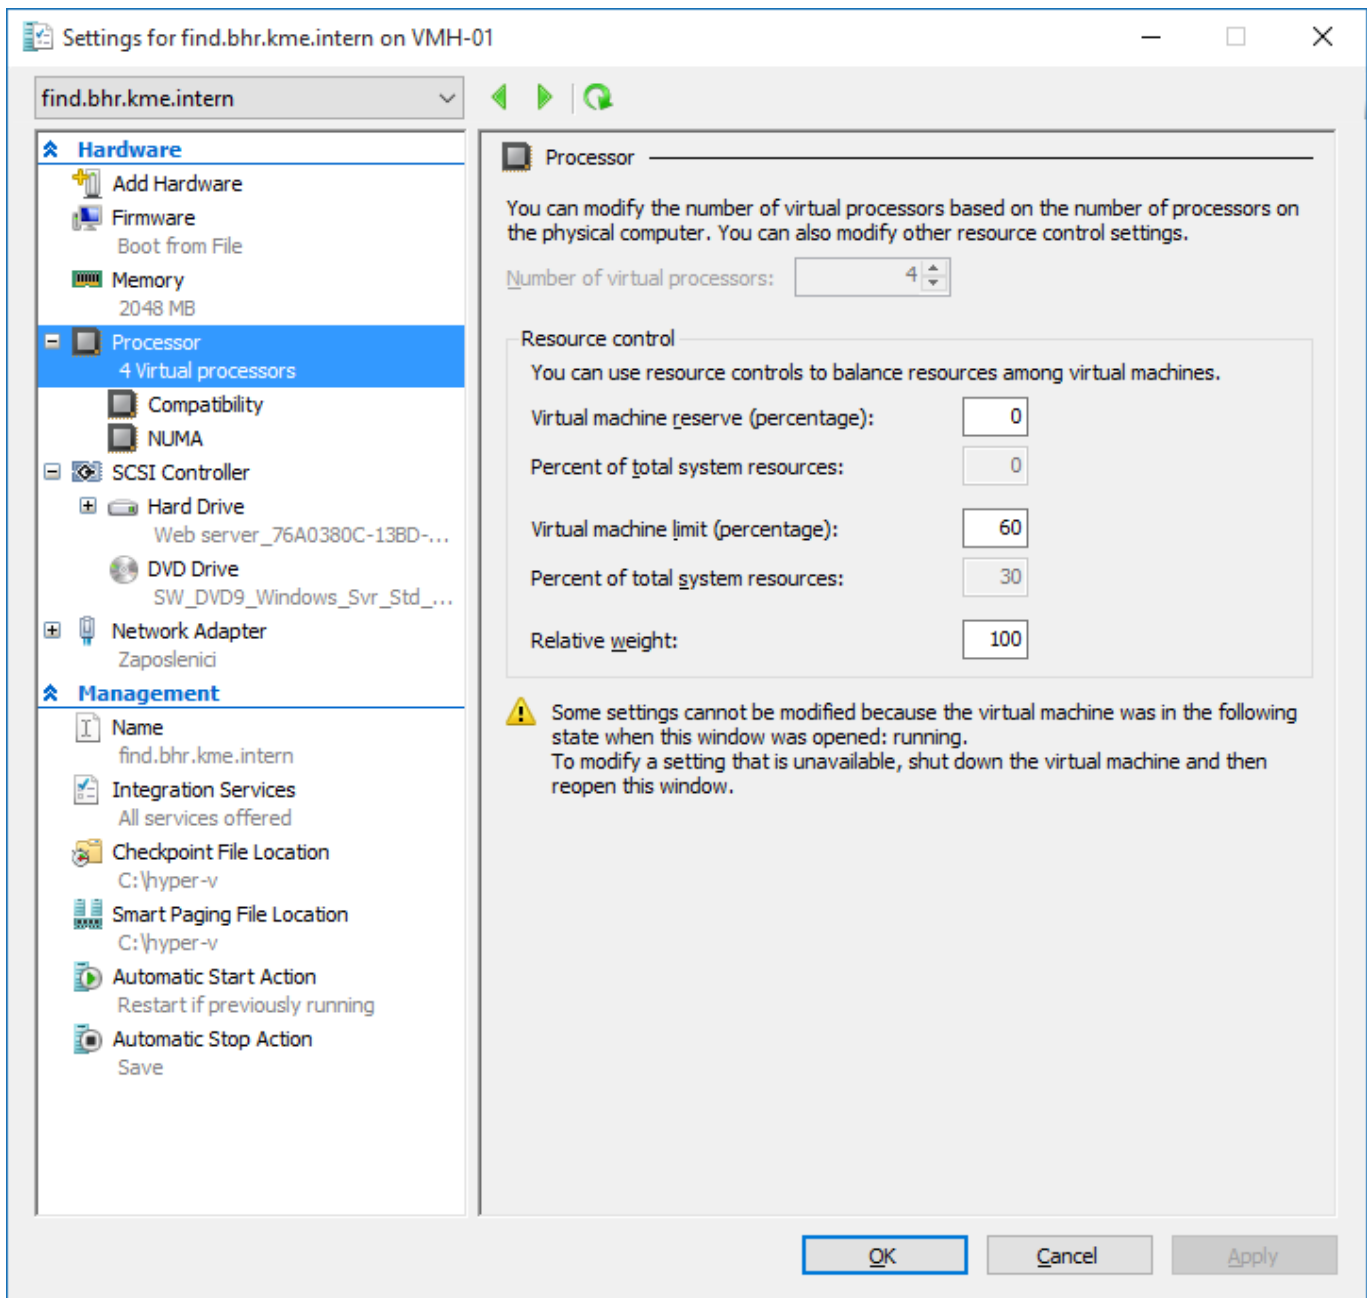 Settings for find.bhr.kme.intern on VMH-01
find.bhr.kme.intern
Hardware
Add Hardware
Firmware
Boot from File
Memory
2048 MB
Processor
4 Virtual processors
Compatibility
NUMA
SCSI Controller
Hard Drive
Web server_76A0380C-13BD-...
DVD Drive
SW_DVD9_Windows_Svr_Std_...
Network Adapter
Zaposlenici
Management
Name
find.bhr.kme.intern
Integration Services
All services offered
Checkpoint File Location
C:\hyper-v
Smart Paging File Location
C:\hyper-v
Automatic Start Action
Restart if previously running
Automatic Stop Action
Save
Processor
You can modify the number of virtual processors based on the number of processors on
the physical computer. You can also modify other resource control settings.
Number of virtual processors: 4
Resource control
You can use resource controls to balance resources among virtual machines.
Virtual machine reserve (percentage): 0
Percent of total system resources: 0
Virtual machine limit (percentage): 60
Percent of total system resources: 30
Relative weight: 100
Some settings cannot be modified because the virtual machine was in the following
state when this window was opened: running.
To modify a setting that is unavailable, shut down the virtual machine and then
reopen this window.
OK Cancel Apply